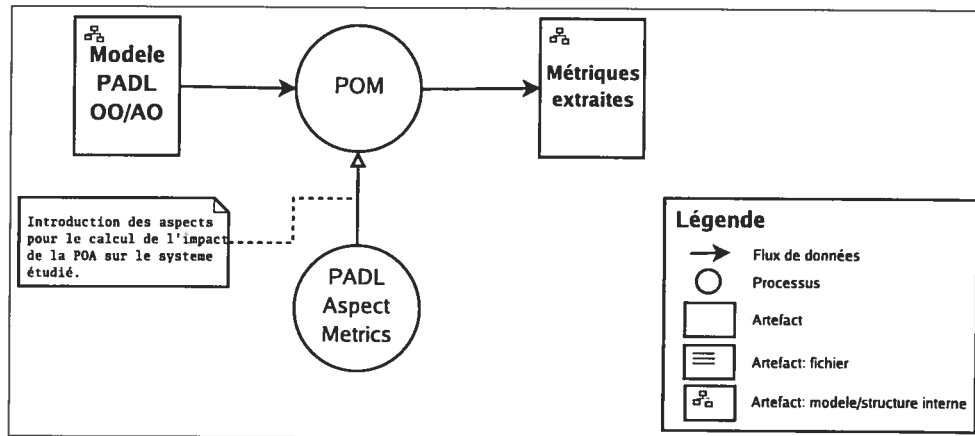 Modele
PADL
OO/AO
POM
Métriques
extraites
Introduction des aspects
pour le calcul de l'impact
de la POA sur le systeme
étudié.
PADL
Aspect
Metrics
Légende
Flux de données
Processus
Artefact
Artefact: fichier
Artefact: modele/structure interne